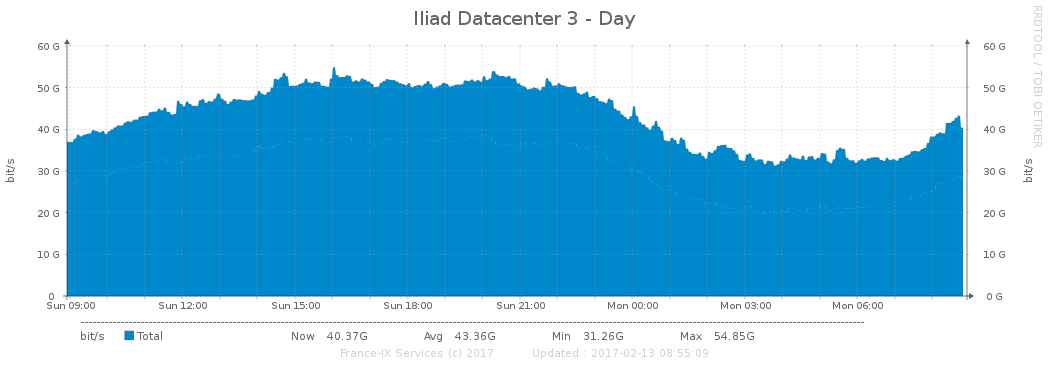 Iliad Datacenter 3 - Day
RRDTOOL / TOBI OETIKER
60 G 60 G
50 G 50 G
40 G 40 G
30 G 30 G
20 G 20 G
10 G 10 G
0 0 G
bit/s bit/s
Sun 09:00 Sun 12:00 Sun 15:00 Sun 18:00 Sun 21:00 Mon 00:00 Mon 03:00 Mon 06:00
bit/s Total Now 40.37G Avg 43.36G Min 31.26G Max 54.85G
France-IX Services (c) 2017 Updated : 2017-02-13 08:55:09